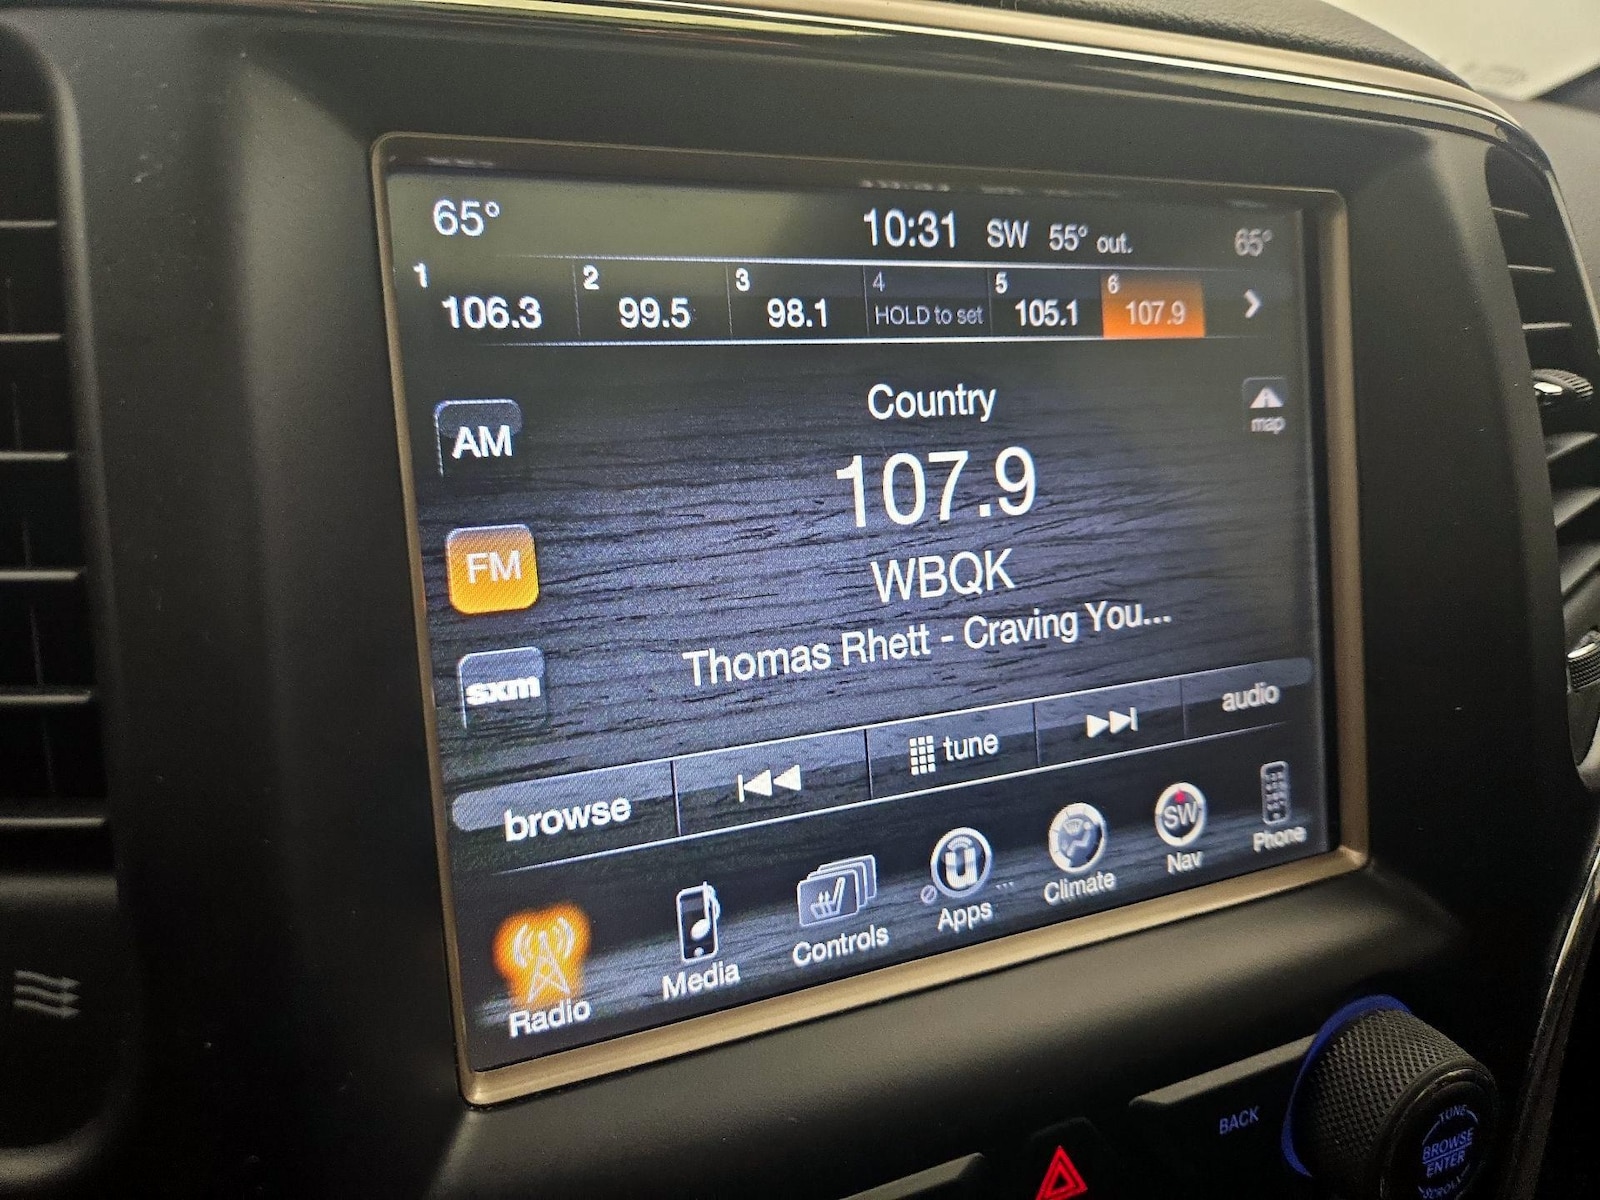 65° 10:31 SW 55° out. 65°
1 2 3 4 5 6
106.3 99.5 98.1 HOLD to set 105.1 107.9
Country
map
AM
107.9
FM
WBQK
Thomas Rhett - Craving You...
sxm
browse tune audio
Radio Media Controls Apps Climate SW Nav Phone
BACK
TUNE
BROWSE
ENTER